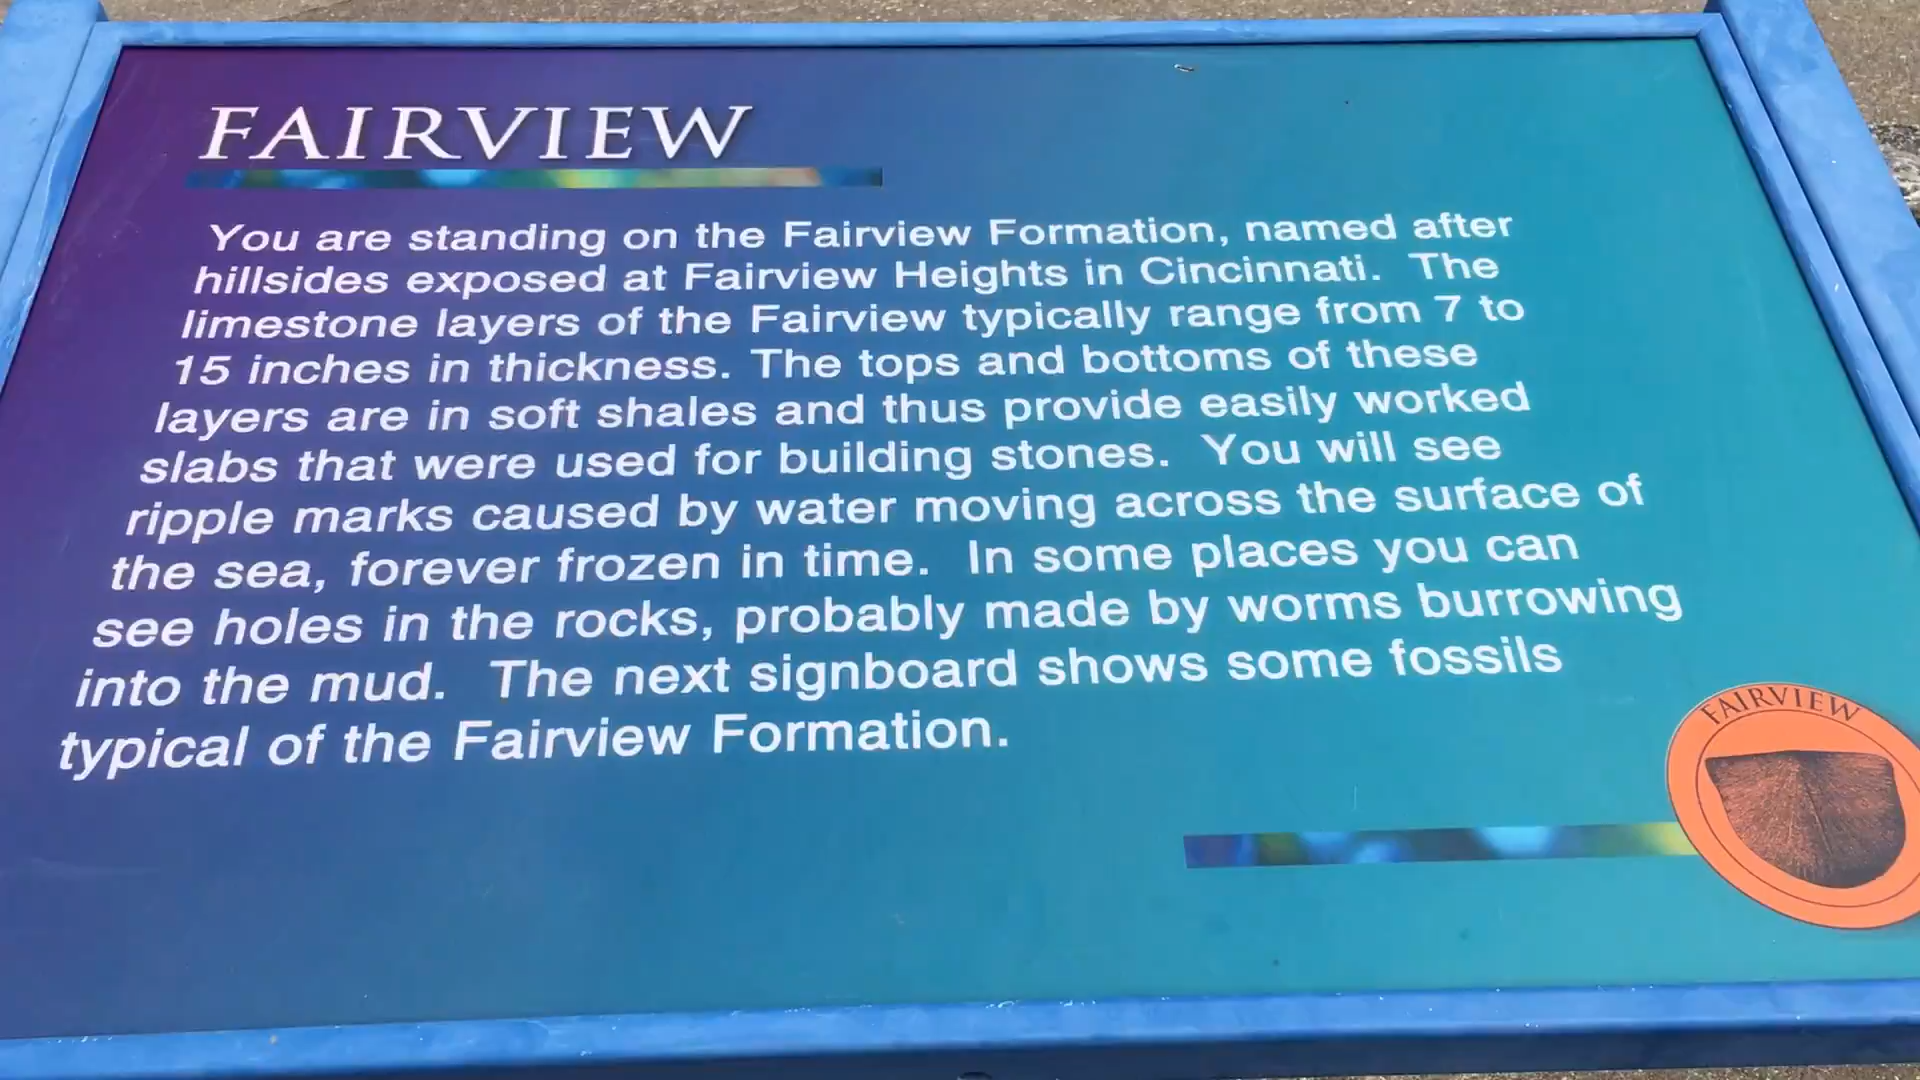 FAIRVIEW
You are standing on the Fairview Formation, named after
hillsides exposed at Fairview Heights in Cincinnati. The
limestone layers of the Fairview typically range from 7 to
15 inches in thickness. The tops and bottoms of these
layers are in soft shales and thus provide easily worked
slabs that were used for building stones. You will see
ripple marks caused by water moving across the surface of
the sea, forever frozen in time. In some places you can
see holes in the rocks, probably made by worms burrowing
into the mud. The next signboard shows some fossils
typical of the Fairview Formation.
FAIRVIEW